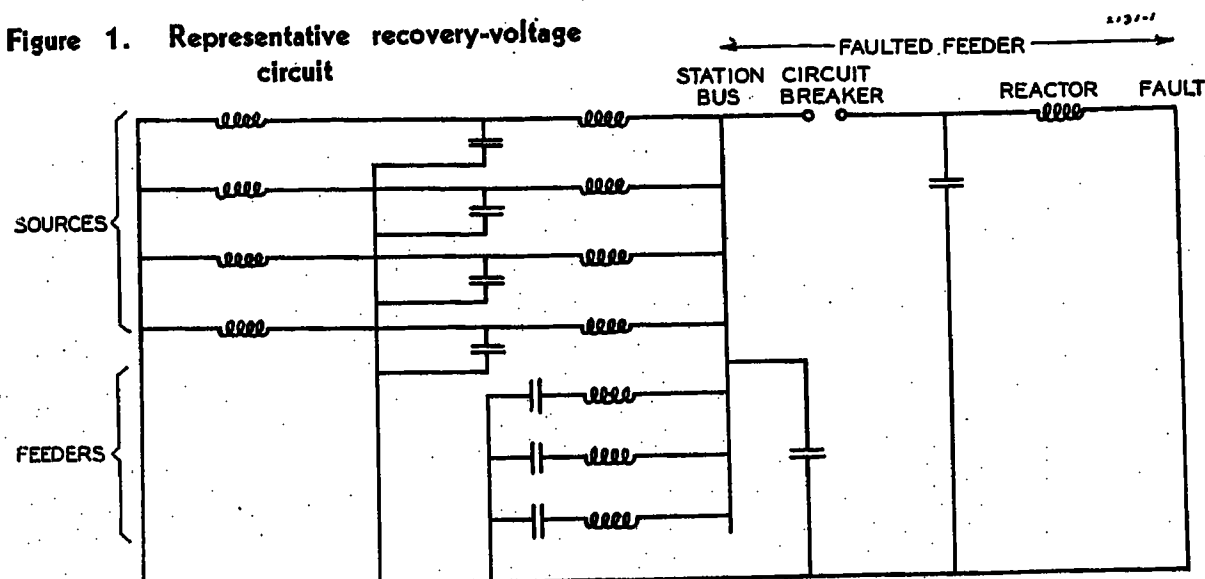 Figure 1. Representative recovery-voltage
circuit
FAULTED FEEDER
STATION BUS
CIRCUIT BREAKER
REACTOR
FAULT
SOURCES
FEEDERS